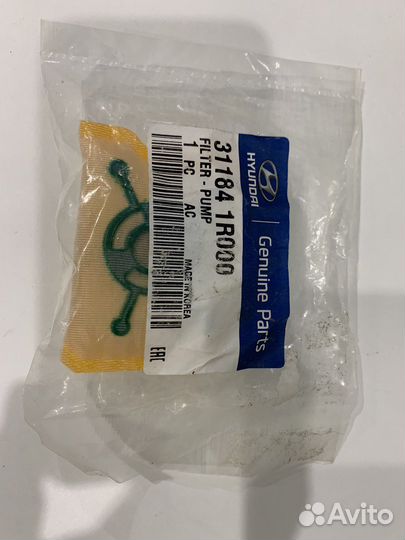 HYUNDAI
Genuine Parts
31184 1R000
FILTER - PUMP
1 PC AC
MADE IN KOREA
EAC
Avito